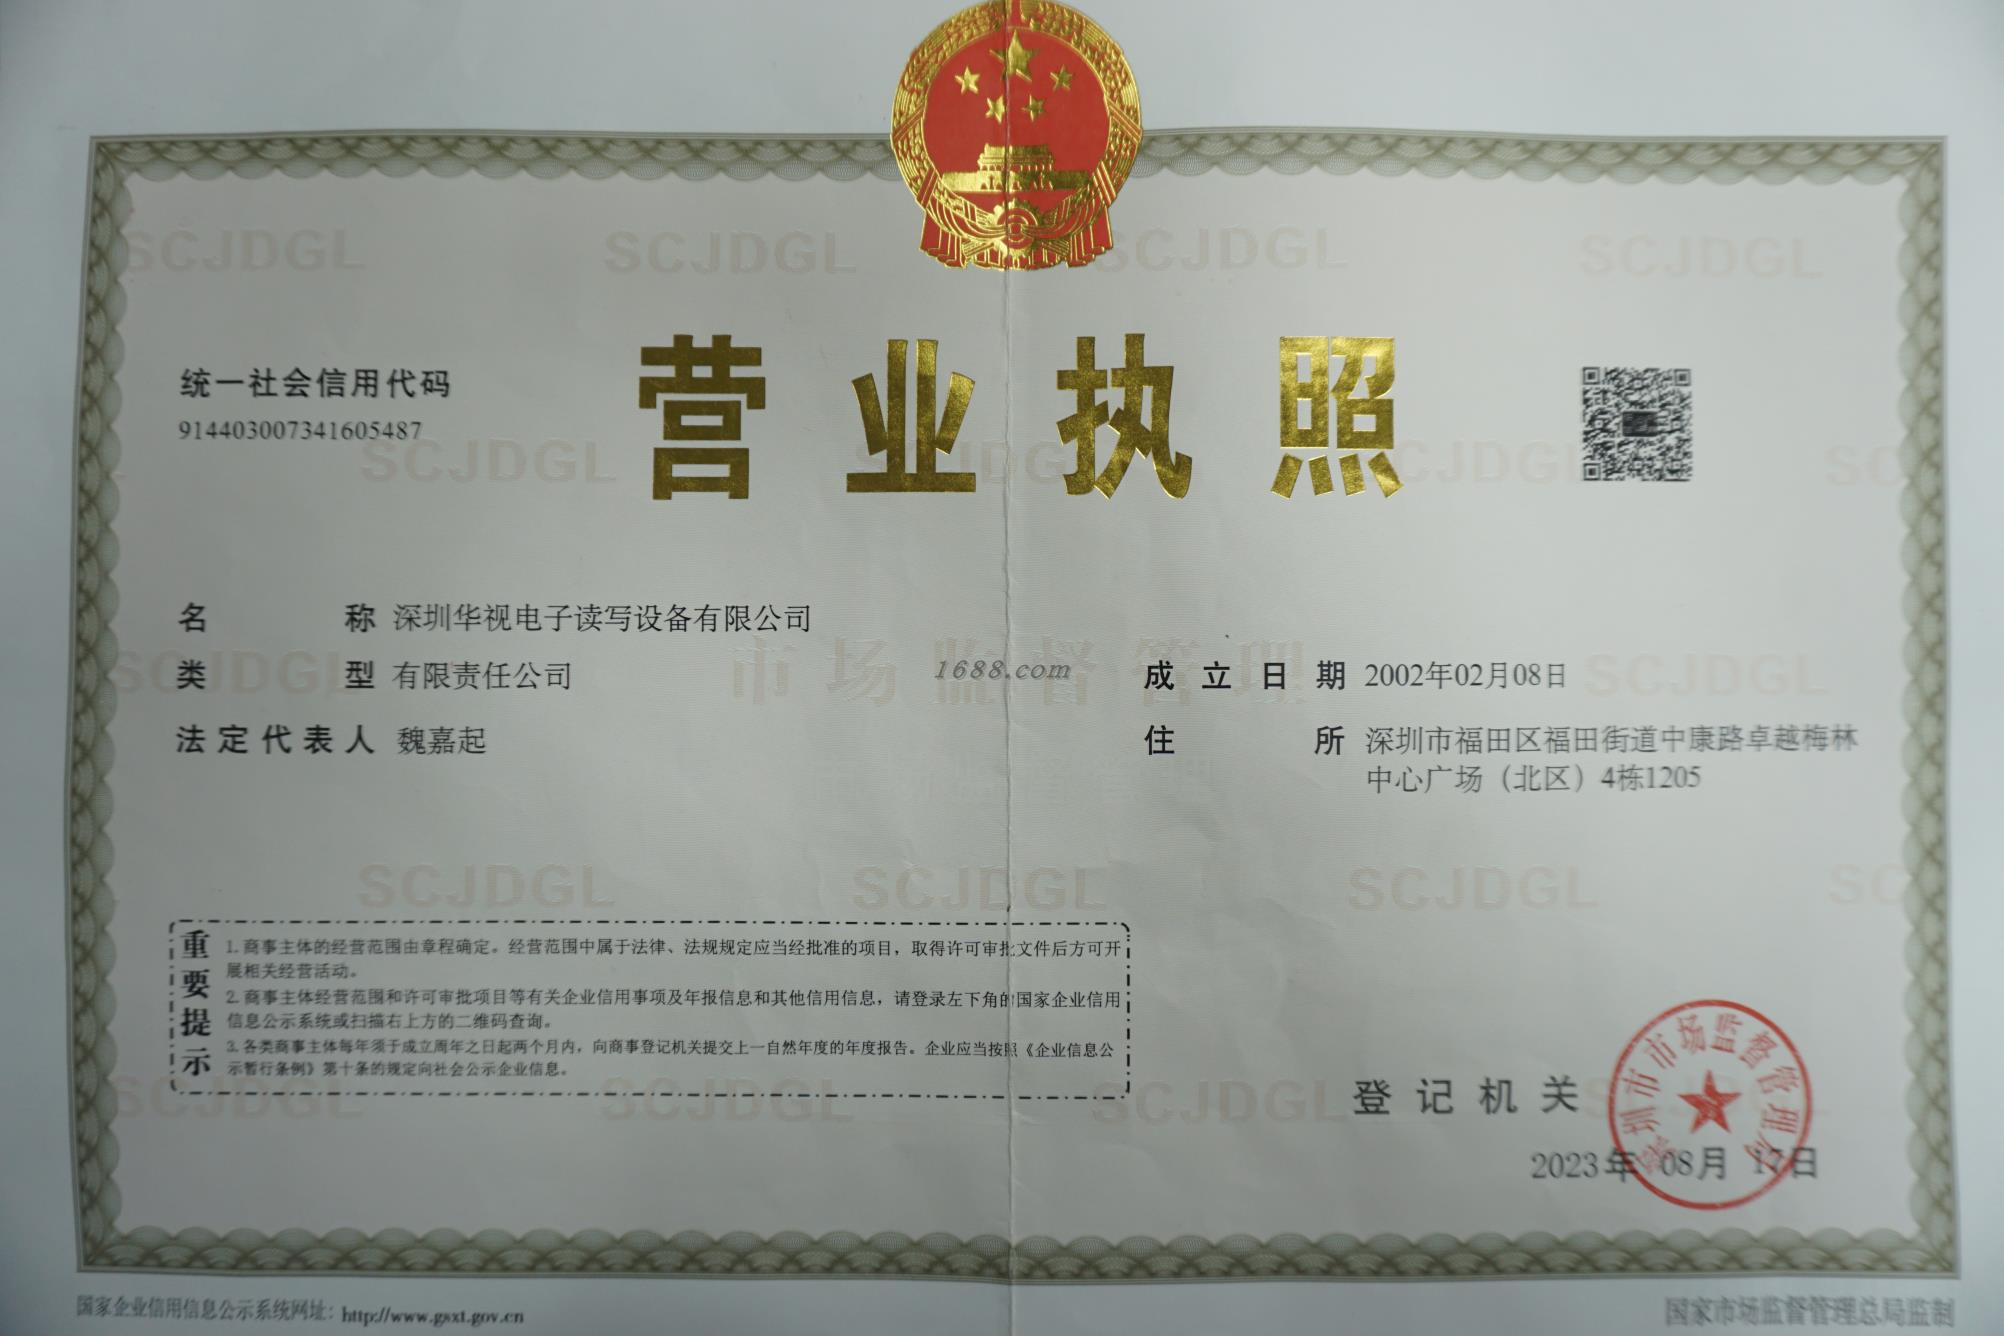 营业执照
统一社会信用代码
914403007341605487
名称 深圳华视电子读写设备有限公司
类型 有限责任公司
法定代表人 魏嘉起
成立日期 2002年02月08日
住所 深圳市福田区福田街道中康路卓越梅林
中心广场（北区）4栋1205
1688.com
市场监督管理
SCJDGL
重要提示
1.商事主体的经营范围由章程确定。经营范围中属于法律、法规规定应当经批准的项目，取得许可审批文件后方可开
展相关经营活动。
2.商事主体经营范围和许可审批项目等有关企业信用事项及年报信息和其他信用信息，请登录左下角的国家企业信用
信息公示系统或扫描右上方的二维码查询。
3.各类商事主体每年须于成立周年之日起两个月内，向商事登记机关提交上一自然年度的年度报告。企业应当按照《企业信息公
示暂行条例》第十条的规定向社会公示企业信息。
登记机关
深圳市市场监督管理局
2023年08月17日
国家企业信用信息公示系统网址：http://www.gsxt.gov.cn
国家市场监督管理总局监制